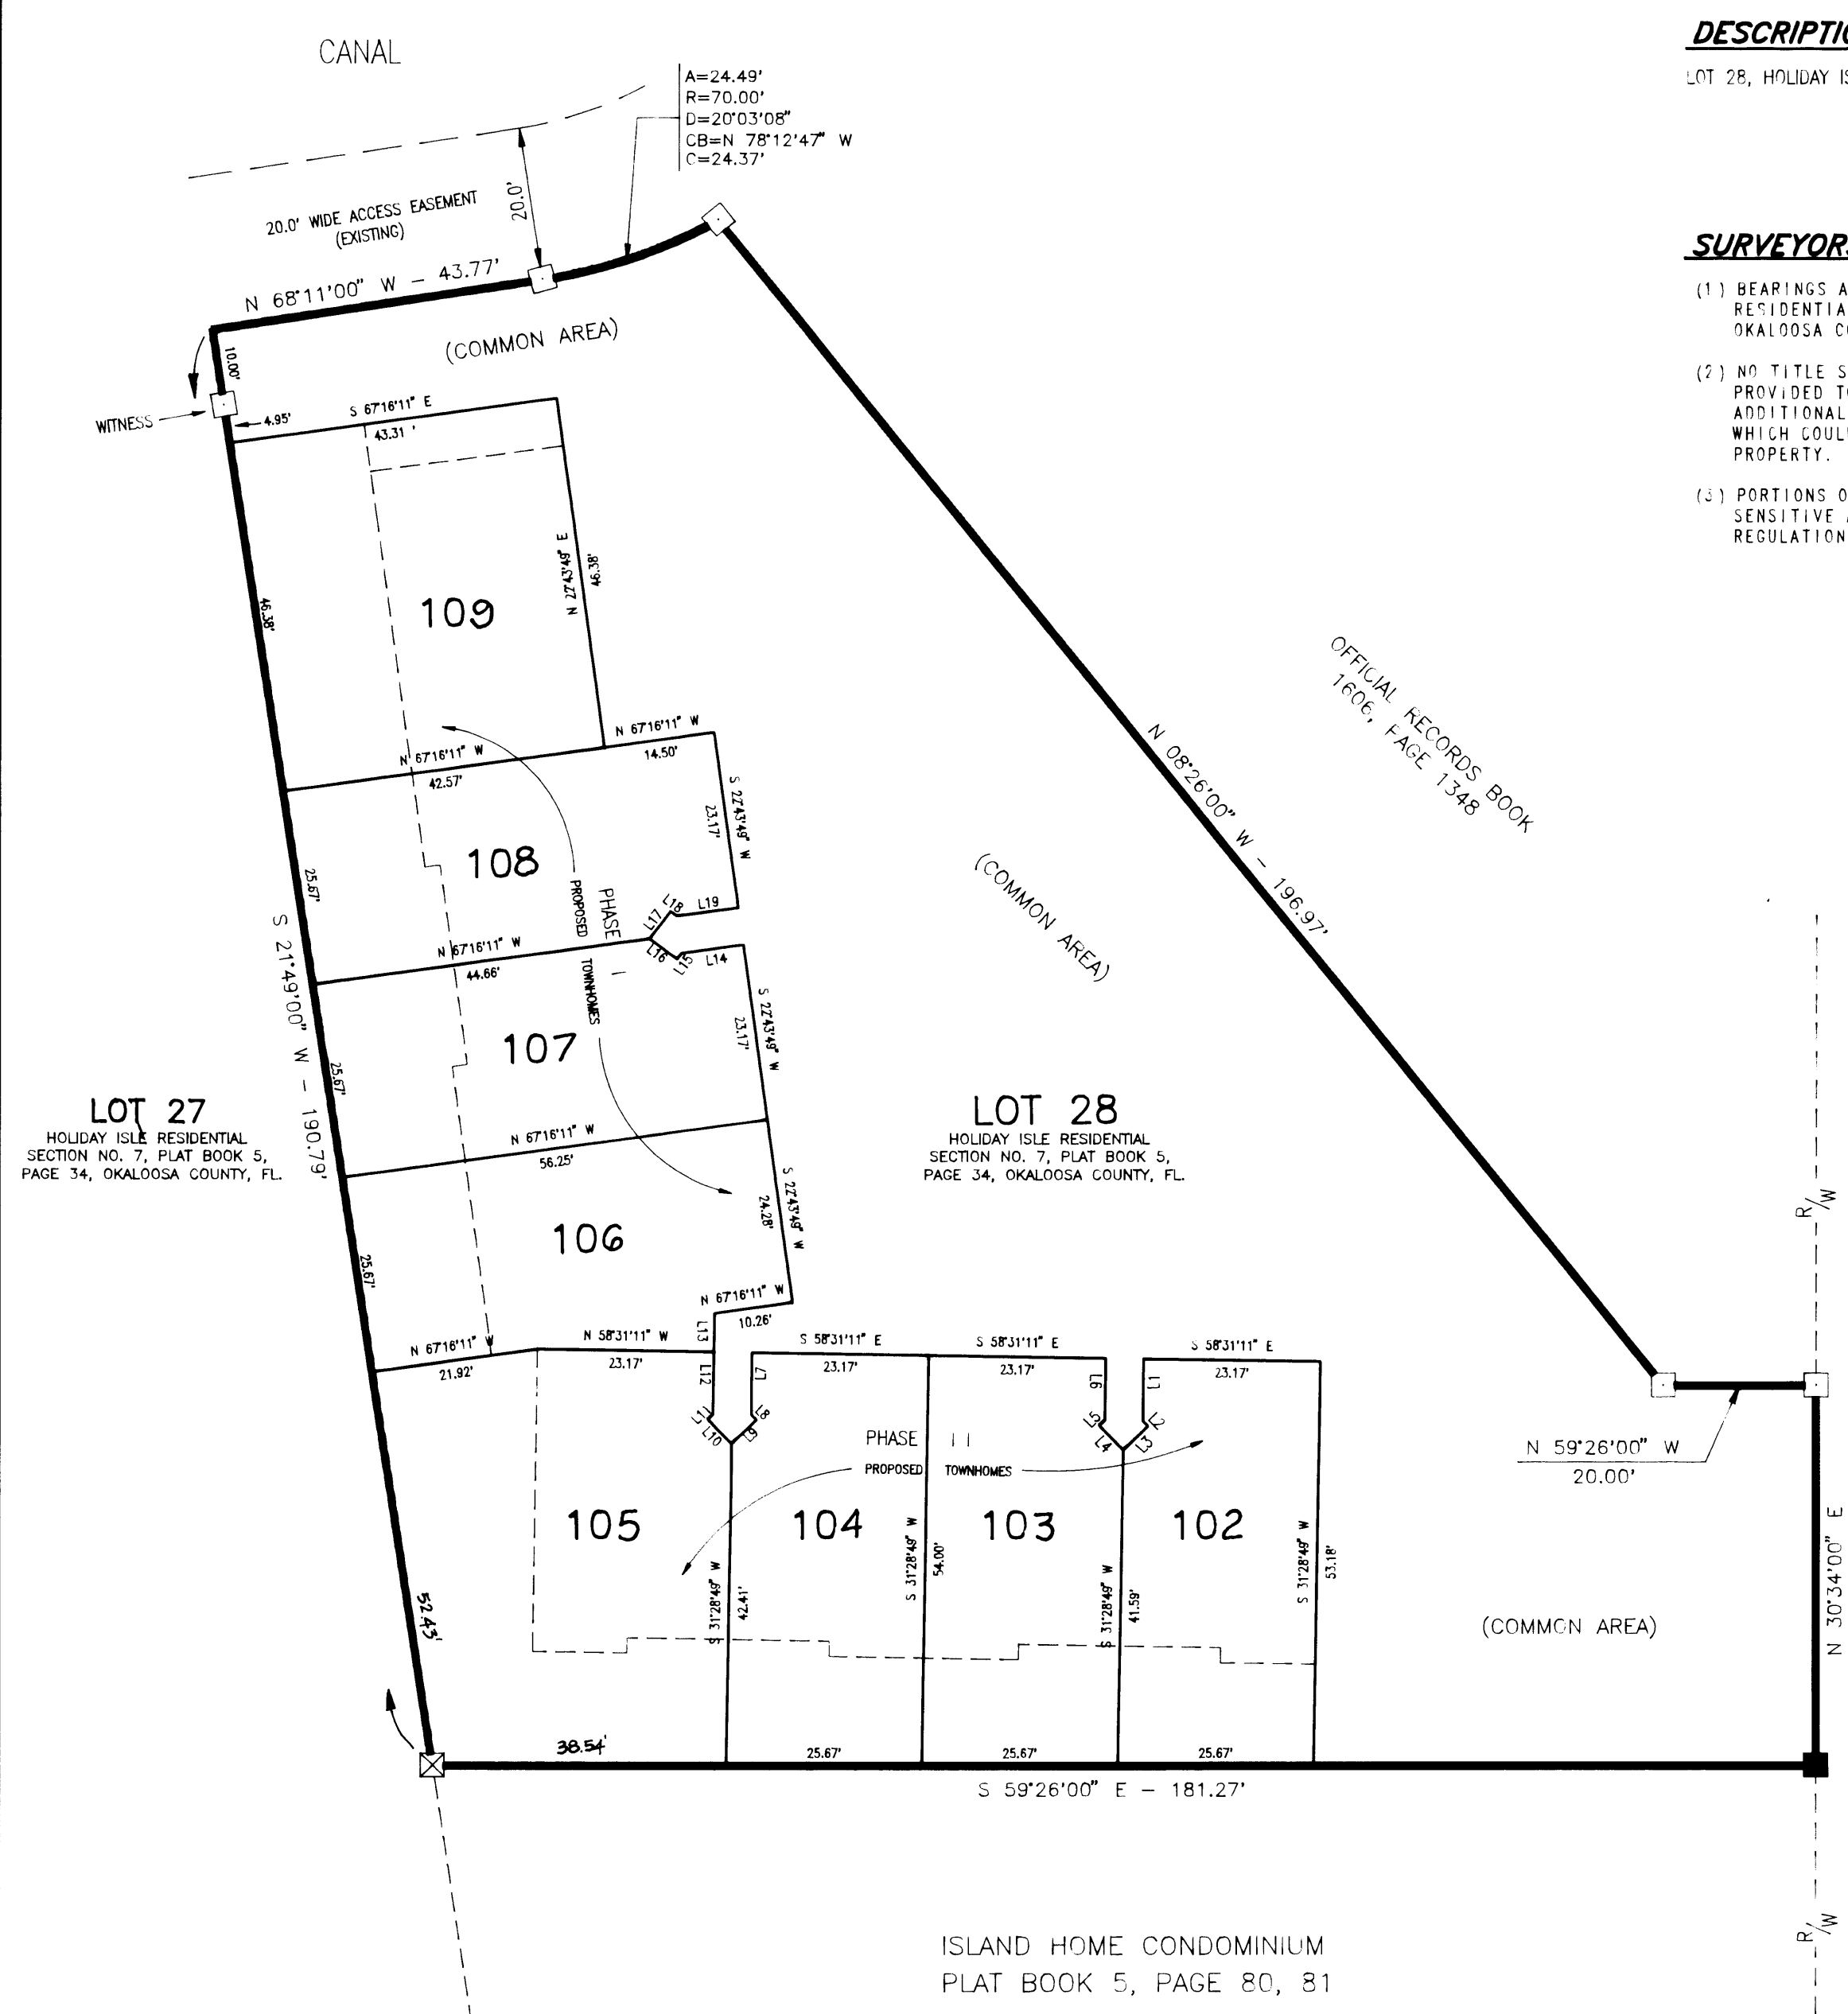 CANAL
A=24.49'
R=70.00'
D=20°03'08"
CB=N 78°12'47" W
C=24.37'
20.0'
20.0' WIDE ACCESS EASEMENT
(EXISTING)
N 68°11'00" W – 43.77'
(COMMON AREA)
10.00'
WITNESS
4.95'
S 67°16'11" E
43.31 '
N 22°43'49" E
46.38'
46.38'
109
N 67°16'11" W
14.50'
N 67°16'11" W
42.57'
S 22°43'49" W
23.17'
108
25.67'
L17
L18
L19
PHASE I
PROPOSED
TOWNHOMES
N 67°16'11" W
44.66'
L16
L15
L14
S 22°43'49" W
23.17'
107
25.67'
S 21°49'00" W – 190.79'
LOT 27
HOLIDAY ISLE RESIDENTIAL
SECTION NO. 7, PLAT BOOK 5,
PAGE 34, OKALOOSA COUNTY, FL.
N 67°16'11" W
56.25'
S 22°43'49" W
24.28'
106
25.67'
N 67°16'11" W
10.26'
L13
N 67°16'11" W
21.92'
N 58°31'11" W
23.17'
S 58°31'11" E
23.17'
S 58°31'11" E
23.17'
S 58°31'11" E
23.17'
L12
L11
L10
L7
L8
L9
L6
L5
L4
L1
L2
L3
PHASE II
PROPOSED TOWNHOMES
105
104
103
102
S 31°28'49" W
42.41'
S 31°28'49" W
54.00'
S 31°28'49" W
41.59'
S 31°28'49" W
53.18'
52.43'
38.54'
25.67'
25.67'
25.67'
S 59°26'00" E – 181.27'
(COMMON AREA)
LOT 28
HOLIDAY ISLE RESIDENTIAL
SECTION NO. 7, PLAT BOOK 5,
PAGE 34, OKALOOSA COUNTY, FL.
N 08°26'00" W – 196.97'
OFFICIAL RECORDS BOOK
1606, PAGE 1348
N 59°26'00" W
20.00'
(COMMON AREA)
N 30°34'00" E
R/W
R/W
ISLAND HOME CONDOMINIUM
PLAT BOOK 5, PAGE 80, 81
DESCRIPTIO
LOT 28, HOLIDAY IS
SURVEYORS
(1) BEARINGS A
RESIDENTIA
OKALOOSA CO
(2) NO TITLE S
PROVIDED TO
ADDITIONAL
WHICH COUL
PROPERTY.
(3) PORTIONS O
SENSITIVE
REGULATION